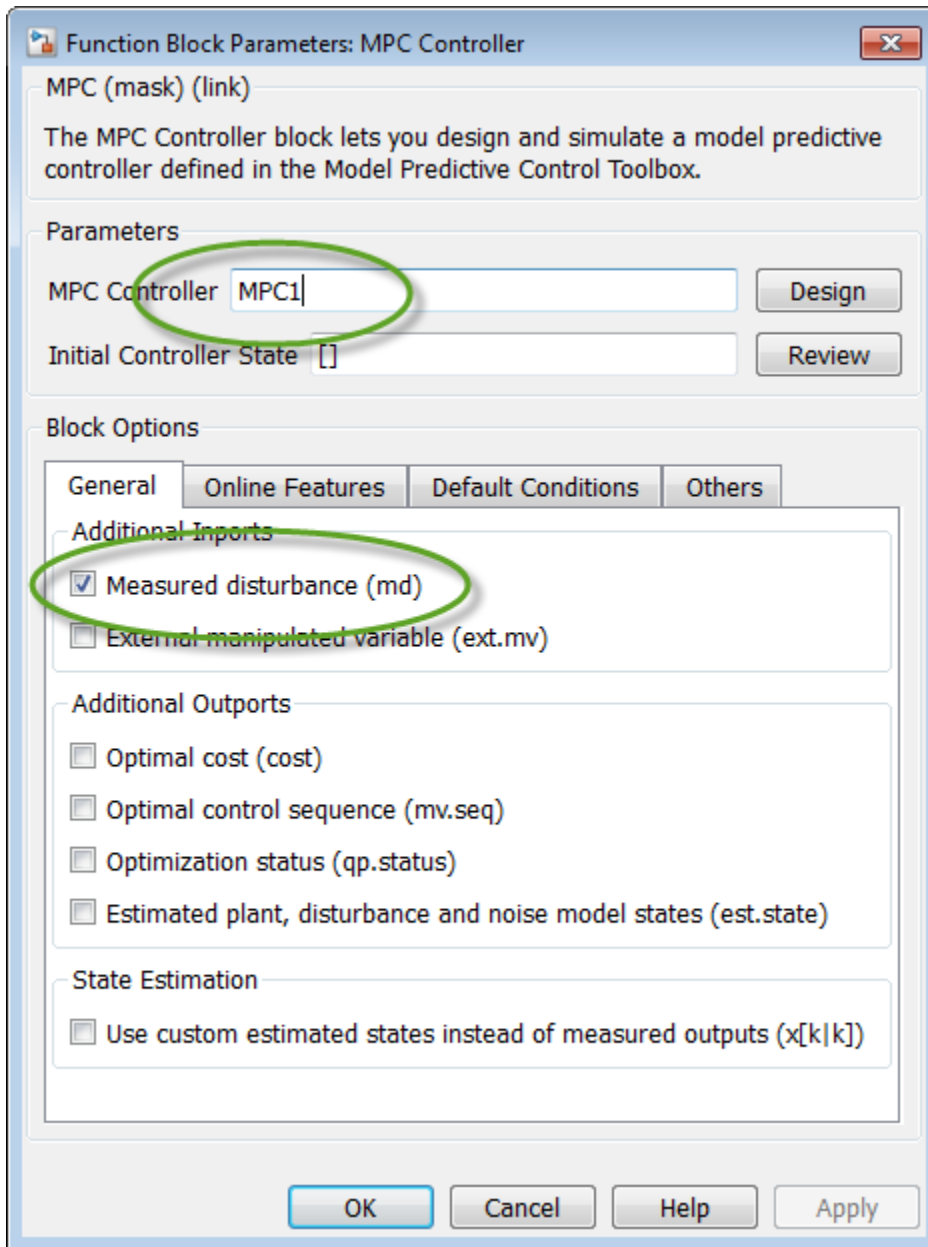 Function Block Parameters: MPC Controller
MPC (mask) (link)
The MPC Controller block lets you design and simulate a model predictive
controller defined in the Model Predictive Control Toolbox.
Parameters
MPC Controller MPC1 Design
Initial Controller State [] Review
Block Options
General Online Features Default Conditions Others
Additional Inports
Measured disturbance (md)
External manipulated variable (ext.mv)
Additional Outports
Optimal cost (cost)
Optimal control sequence (mv.seq)
Optimization status (qp.status)
Estimated plant, disturbance and noise model states (est.state)
State Estimation
Use custom estimated states instead of measured outputs (x[k|k])
OK Cancel Help Apply